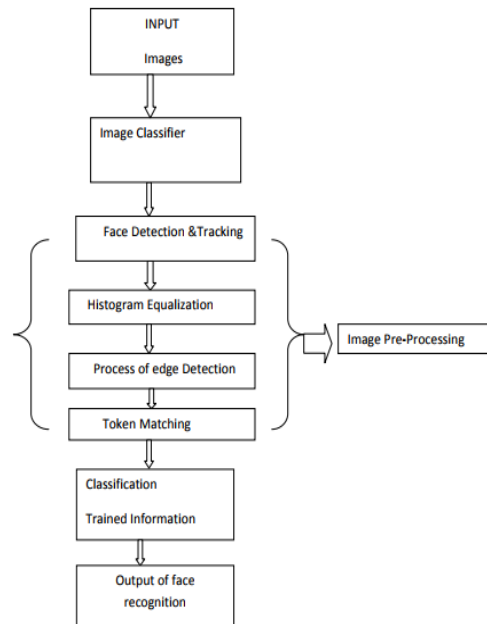 INPUT
Images
Image Classifier
Face Detection &Tracking
Histogram Equalization
Process of edge Detection
Token Matching
Image Pre-Processing
Classification
Trained Information
Output of face
recognition